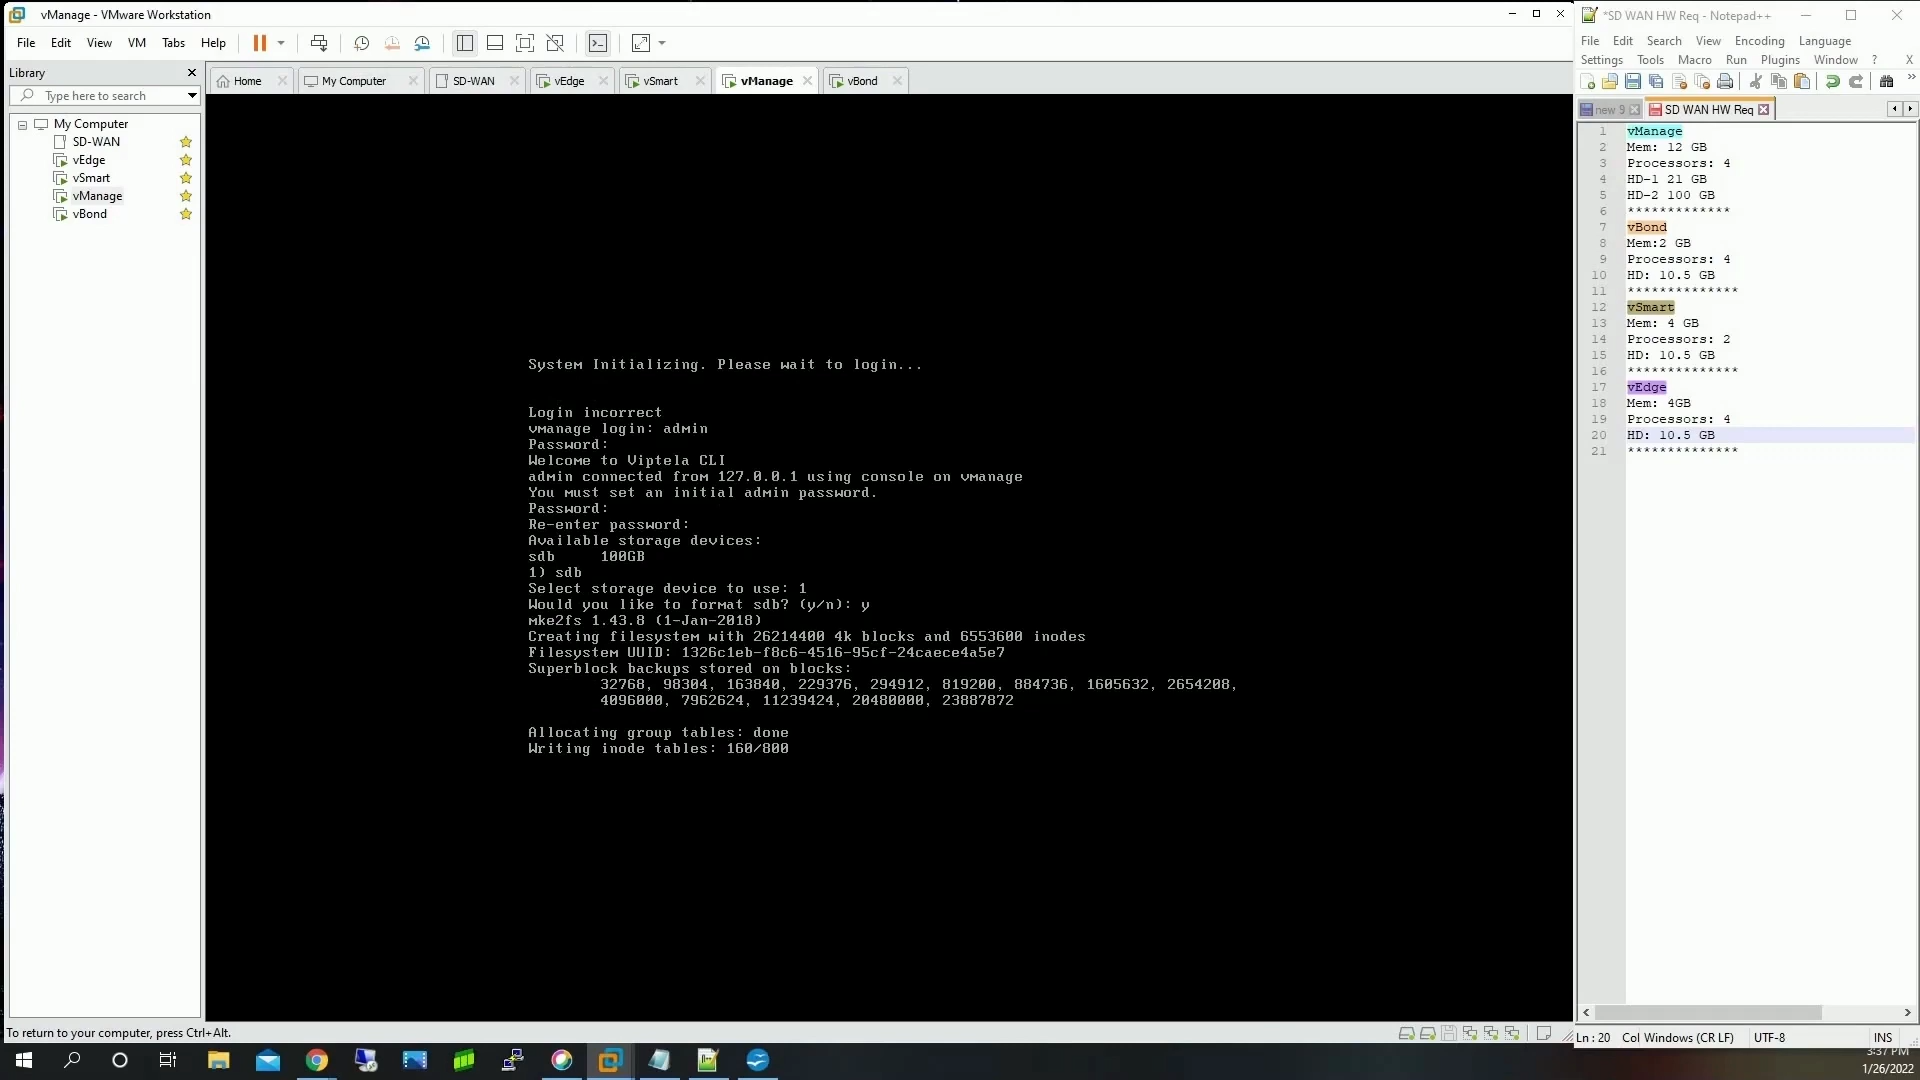 vManage - VMware Workstation
File Edit View VM Tabs Help
Library
Type here to search
My Computer
SD-WAN
vEdge
vSmart
vManage
vBond
Home
My Computer
SD-WAN
vEdge
vSmart
vManage
vBond
System Initializing. Please wait to login...
Login incorrect
vmanage login: admin
Password:
Welcome to Viptela CLI
admin connected from 127.0.0.1 using console on vmanage
You must set an initial admin password.
Password:
Re-enter password:
Available storage devices:
sdb 100GB
1) sdb
Select storage device to use: 1
Would you like to format sdb? (y/n): y
mke2fs 1.43.8 (1-Jan-2018)
Creating filesystem with 26214400 4k blocks and 6553600 inodes
Filesystem UUID: 1326c1eb-f8c6-4516-95cf-24caece4a5e7
Superblock backups stored on blocks:
32768, 98304, 163840, 229376, 294912, 819200, 884736, 1605632, 2654208,
4096000, 7962624, 11239424, 20480000, 23887872
Allocating group tables: done
Writing inode tables: 160/800
To return to your computer, press Ctrl+Alt.
*SD WAN HW Req - Notepad++
File Edit Search View Encoding Language
Settings Tools Macro Run Plugins Window ? X
new 9
SD WAN HW Req
1 vManage
2 Mem: 12 GB
3 Processors: 4
4 HD-1 21 GB
5 HD-2 100 GB
6 *************
7 vBond
8 Mem:2 GB
9 Processors: 4
10 HD: 10.5 GB
11 **************
12 vSmart
13 Mem: 4 GB
14 Processors: 2
15 HD: 10.5 GB
16 **************
17 vEdge
18 Mem: 4GB
19 Processors: 4
20 HD: 10.5 GB
21 **************
Ln : 20 Col Windows (CR LF) UTF-8 INS
3:37 PM
1/26/2022